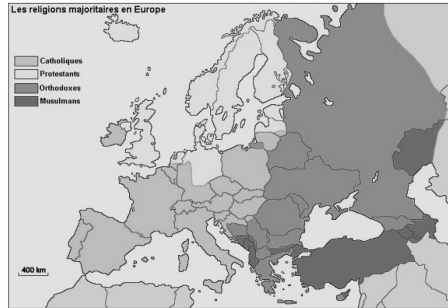 Les religions majoritaires en Europe
Catholiques
Protestants
Orthodoxes
Musulmans
400 km